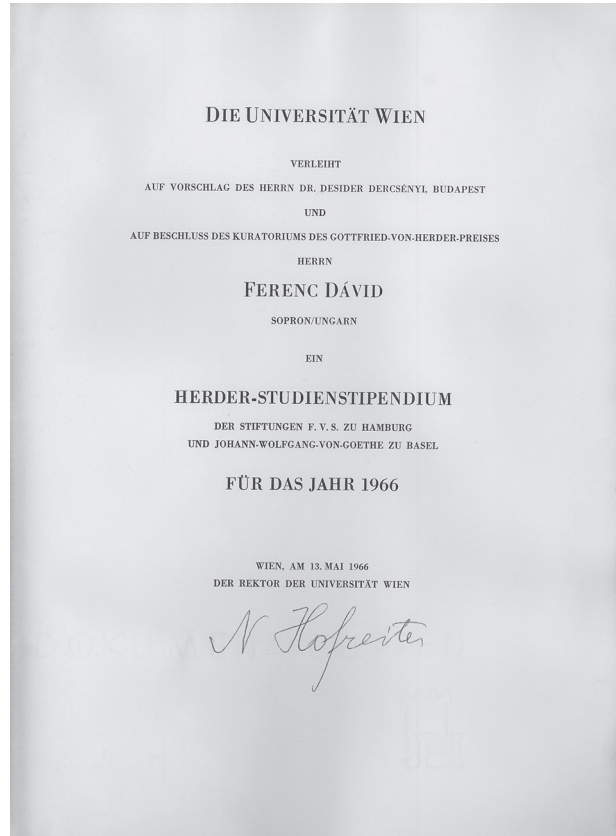 DIE UNIVERSITÄT WIEN
VERLEIHT
AUF VORSCHLAG DES HERRN DR. DESIDER DERCSÉNYI, BUDAPEST
UND
AUF BESCHLUSS DES KURATORIUMS DES GOTTFRIED-VON-HERDER-PREISES
HERRN
FERENC DÁVID
SOPRON/UNGARN
EIN
HERDER-STUDIENSTIPENDIUM
DER STIFTUNGEN F. V. S. ZU HAMBURG
UND JOHANN-WOLFGANG-VON-GOETHE ZU BASEL
FÜR DAS JAHR 1966
WIEN, AM 13. MAI 1966
DER REKTOR DER UNIVERSITÄT WIEN
N Hofreiter